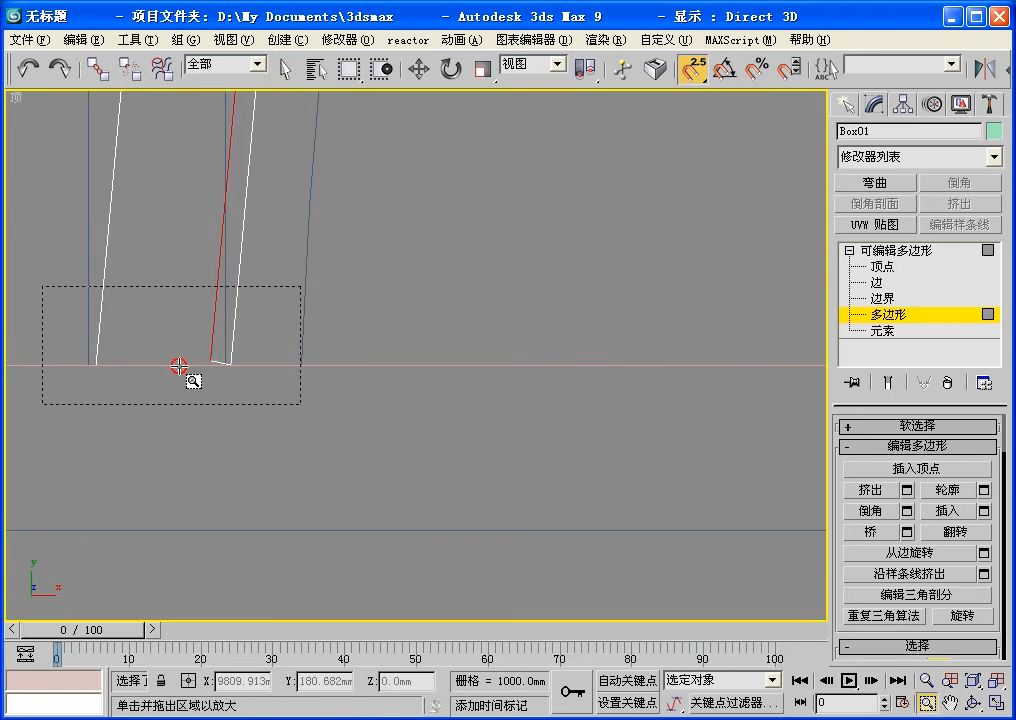 无标题 - 项目文件夹: D:\My Documents\3dsmax - Autodesk 3ds Max 9 - 显示 : Direct 3D
文件(F) 编辑(E) 工具(T) 组(G) 视图(V) 创建(C) 修改器(O) reactor 动画(A) 图表编辑器(D) 渲染(R) 自定义(U) MAXScript(M) 帮助(H)
全部 视图 2.5 % ABC
顶
Box01
修改器列表
弯曲 倒角
倒角剖面 挤出
UVW 贴图 编辑样条线
可编辑多边形
顶点
边
边界
多边形
元素
+ 软选择
- 编辑多边形
插入顶点
挤出 轮廓
倒角 插入
桥 翻转
从边旋转
沿样条线挤出
编辑三角剖分
重复三角算法 旋转
- 选择
y
z x
< 0 / 100 >
0 10 20 30 40 50 60 70 80 90 100
选择了 X: 9809.913m Y: 180.682mm Z: 0.0mm 栅格 = 1000.0mm 自动关键点 选定对象
单击并拖出区域以放大 添加时间标记 设置关键点 关键点过滤器... 0